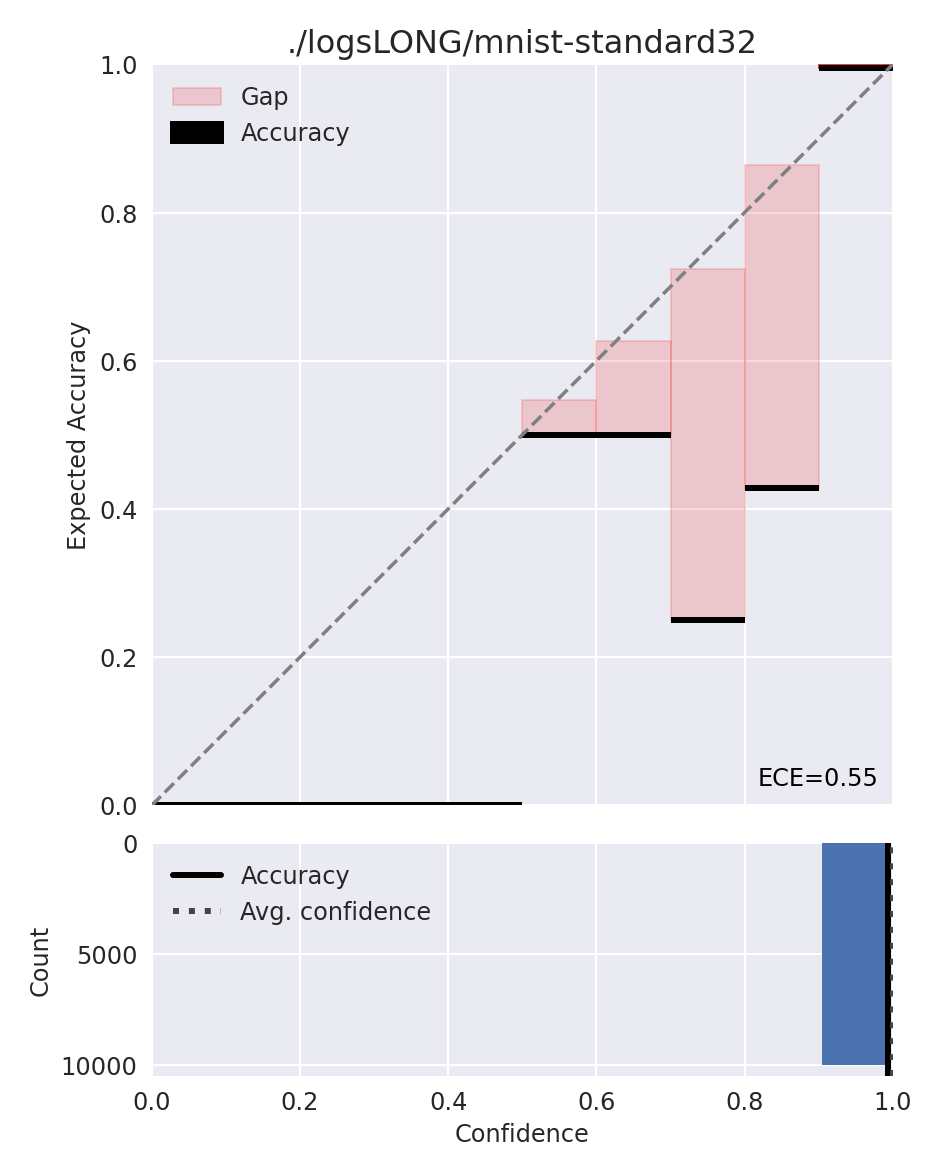 ./logsLONG/mnist-standard32
1.0
0.8
0.6
0.4
0.2
0.0
Expected Accuracy
Gap
Accuracy
ECE=0.55
0
5000
10000
Count
Accuracy
Avg. confidence
0.0 0.2 0.4 0.6 0.8 1.0
Confidence